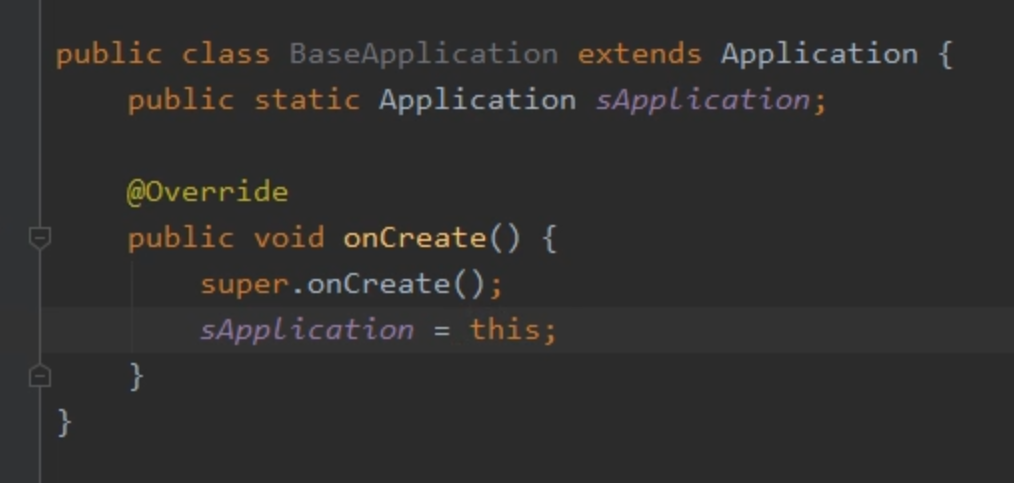 public class BaseApplication extends Application {
public static Application sApplication;
@Override
public void onCreate() {
super.onCreate();
sApplication = this;
}
}